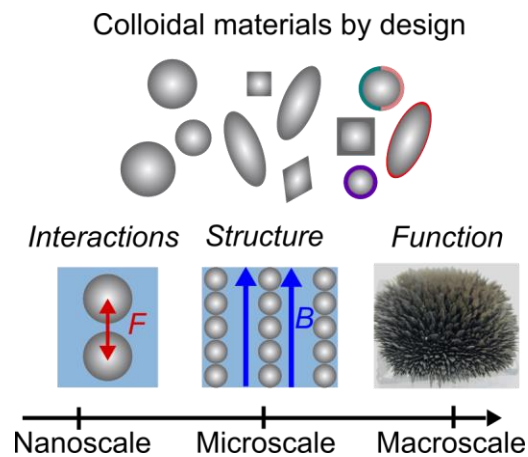 Colloidal materials by design
Interactions Structure Function
F
B
Nanoscale Microscale Macroscale